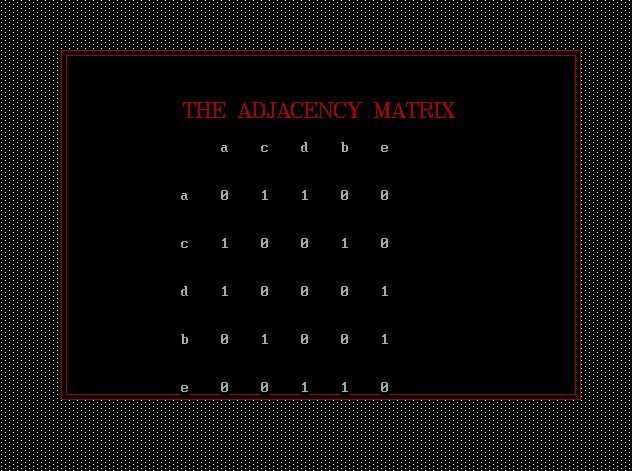 THE ADJACENCY MATRIX
a c d b e
a 0 1 1 0 0
c 1 0 0 1 0
d 1 0 0 0 1
b 0 1 0 0 1
e 0 0 1 1 0